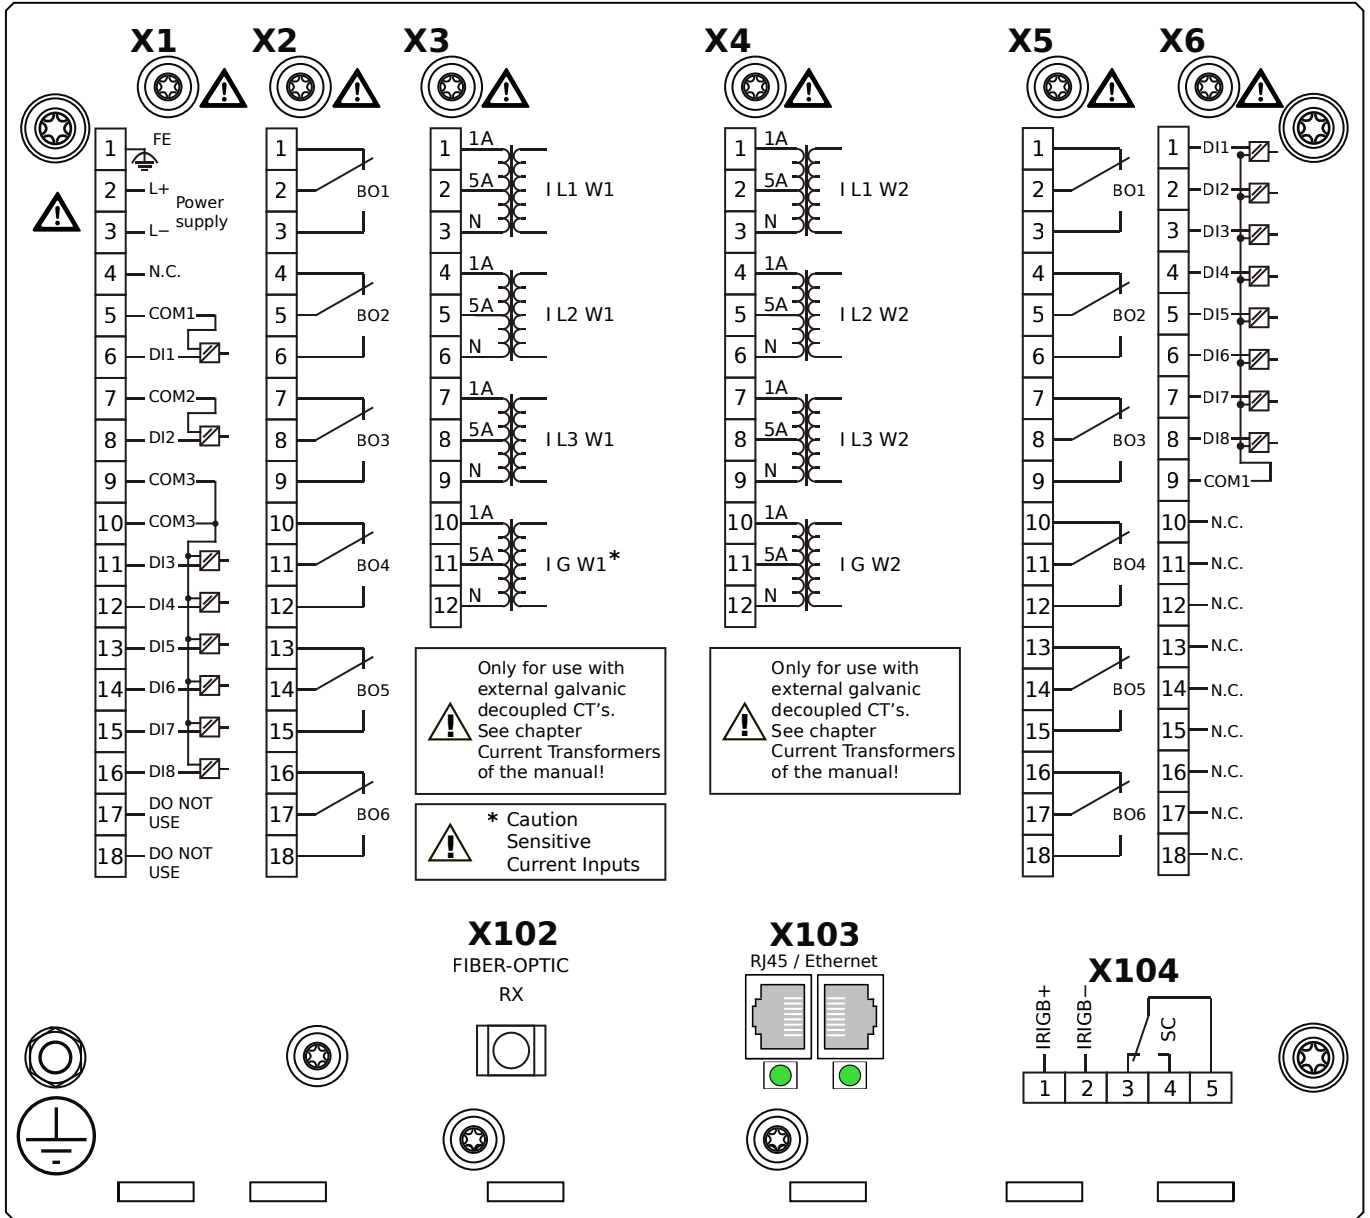 X1 X2 X3 X4 X5 X6
1 FE
2 L+
Power
supply
3 L−
4 N.C.
5 COM1
6 DI1
7 COM2
8 DI2
9 COM3
10 COM3
11 DI3
12 DI4
13 DI5
14 DI6
15 DI7
16 DI8
17 DO NOT
USE
18 DO NOT
USE
1
2 BO1
3
4
5 BO2
6
7
8 BO3
9
10
11 BO4
12
13
14 BO5
15
16
17 BO6
18
1 1A
2 5A I L1 W1
3 N
4 1A
5 5A I L2 W1
6 N
7 1A
8 5A I L3 W1
9 N
10 1A
11 5A I G W1*
12 N
Only for use with
external galvanic
decoupled CT's.
See chapter
Current Transformers
of the manual!
* Caution
Sensitive
Current Inputs
1 1A
2 5A I L1 W2
3 N
4 1A
5 5A I L2 W2
6 N
7 1A
8 5A I L3 W2
9 N
10 1A
11 5A I G W2
12 N
Only for use with
external galvanic
decoupled CT's.
See chapter
Current Transformers
of the manual!
1
2 BO1
3
4
5 BO2
6
7
8 BO3
9
10
11 BO4
12
13
14 BO5
15
16
17 BO6
18
1 DI1
2 DI2
3 DI3
4 DI4
5 DI5
6 DI6
7 DI7
8 DI8
9 COM1
10 N.C.
11 N.C.
12 N.C.
13 N.C.
14 N.C.
15 N.C.
16 N.C.
17 N.C.
18 N.C.
X102
FIBER-OPTIC
RX
X103
RJ45 / Ethernet
X104
IRIGB+
IRIGB−
SC
1 2 3 4 5